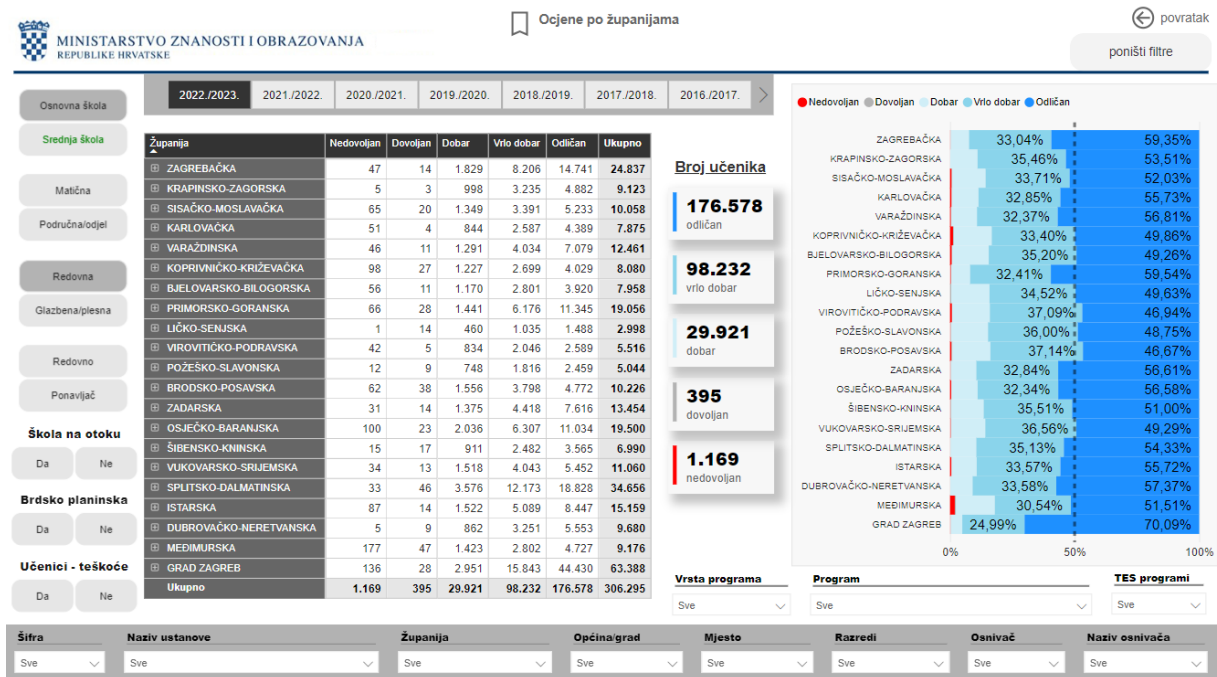 Ocjene po županijama
povratak
MINISTARSTVO ZNANOSTI I OBRAZOVANJA
REPUBLIKE HRVATSKE
poništi filtre
Osnovna škola
Srednja škola
Matična
Područna/odjel
Redovna
Glazbena/plesna
Redovno
Ponavljač
Škola na otoku
Da Ne
Brdsko planinska
Da Ne
Učenici - teškoće
Da Ne
2022./2023. 2021./2022. 2020./2021. 2019./2020. 2018./2019. 2017./2018. 2016./2017.
Županija Nedovoljan Dovoljan Dobar Vrlo dobar Odličan Ukupno
ZAGREBAČKA 47 14 1.829 8.206 14.741 24.837
KRAPINSKO-ZAGORSKA 5 3 998 3.235 4.882 9.123
SISAČKO-MOSLAVAČKA 65 20 1.349 3.391 5.233 10.058
KARLOVAČKA 51 4 844 2.587 4.389 7.875
VARAŽDINSKA 46 11 1.291 4.034 7.079 12.461
KOPRIVNIČKO-KRIŽEVAČKA 98 27 1.227 2.699 4.029 8.080
BJELOVARSKO-BILOGORSKA 56 11 1.170 2.801 3.920 7.958
PRIMORSKO-GORANSKA 66 28 1.441 6.176 11.345 19.056
LIČKO-SENJSKA 1 14 460 1.035 1.488 2.998
VIROVITIČKO-PODRAVSKA 42 5 834 2.046 2.589 5.516
POŽEŠKO-SLAVONSKA 12 9 748 1.816 2.459 5.044
BRODSKO-POSAVSKA 62 38 1.556 3.798 4.772 10.226
ZADARSKA 31 14 1.375 4.418 7.616 13.454
OSJEČKO-BARANJSKA 100 23 2.036 6.307 11.034 19.500
ŠIBENSKO-KNINSKA 15 17 911 2.482 3.565 6.990
VUKOVARSKO-SRIJEMSKA 34 13 1.518 4.043 5.452 11.060
SPLITSKO-DALMATINSKA 33 46 3.576 12.173 18.828 34.656
ISTARSKA 87 14 1.522 5.089 8.447 15.159
DUBROVAČKO-NERETVANSKA 5 9 862 3.251 5.553 9.680
MEĐIMURSKA 177 47 1.423 2.802 4.727 9.176
GRAD ZAGREB 136 28 2.951 15.843 44.430 63.388
Ukupno 1.169 395 29.921 98.232 176.578 306.295
Broj učenika
176.578
odličan
98.232
vrlo dobar
29.921
dobar
395
dovoljan
1.169
nedovoljan
Nedovoljan Dovoljan Dobar Vrlo dobar Odličan
ZAGREBAČKA 33,04% 59,35%
KRAPINSKO-ZAGORSKA 35,46% 53,51%
SISAČKO-MOSLAVAČKA 33,71% 52,03%
KARLOVAČKA 32,85% 55,73%
VARAŽDINSKA 32,37% 56,81%
KOPRIVNIČKO-KRIŽEVAČKA 33,40% 49,86%
BJELOVARSKO-BILOGORSKA 35,20% 49,26%
PRIMORSKO-GORANSKA 32,41% 59,54%
LIČKO-SENJSKA 34,52% 49,63%
VIROVITIČKO-PODRAVSKA 37,09% 46,94%
POŽEŠKO-SLAVONSKA 36,00% 48,75%
BRODSKO-POSAVSKA 37,14% 46,67%
ZADARSKA 32,84% 56,61%
OSJEČKO-BARANJSKA 32,34% 56,58%
ŠIBENSKO-KNINSKA 35,51% 51,00%
VUKOVARSKO-SRIJEMSKA 36,56% 49,29%
SPLITSKO-DALMATINSKA 35,13% 54,33%
ISTARSKA 33,57% 55,72%
DUBROVAČKO-NERETVANSKA 33,58% 57,37%
MEĐIMURSKA 30,54% 51,51%
GRAD ZAGREB 24,99% 70,09%
0% 50% 100%
Vrsta programa Program TES programi
Sve Sve Sve
Šifra Naziv ustanove Županija Općina/grad Mjesto Razredi Osnivač Naziv osnivača
Sve Sve Sve Sve Sve Sve Sve Sve